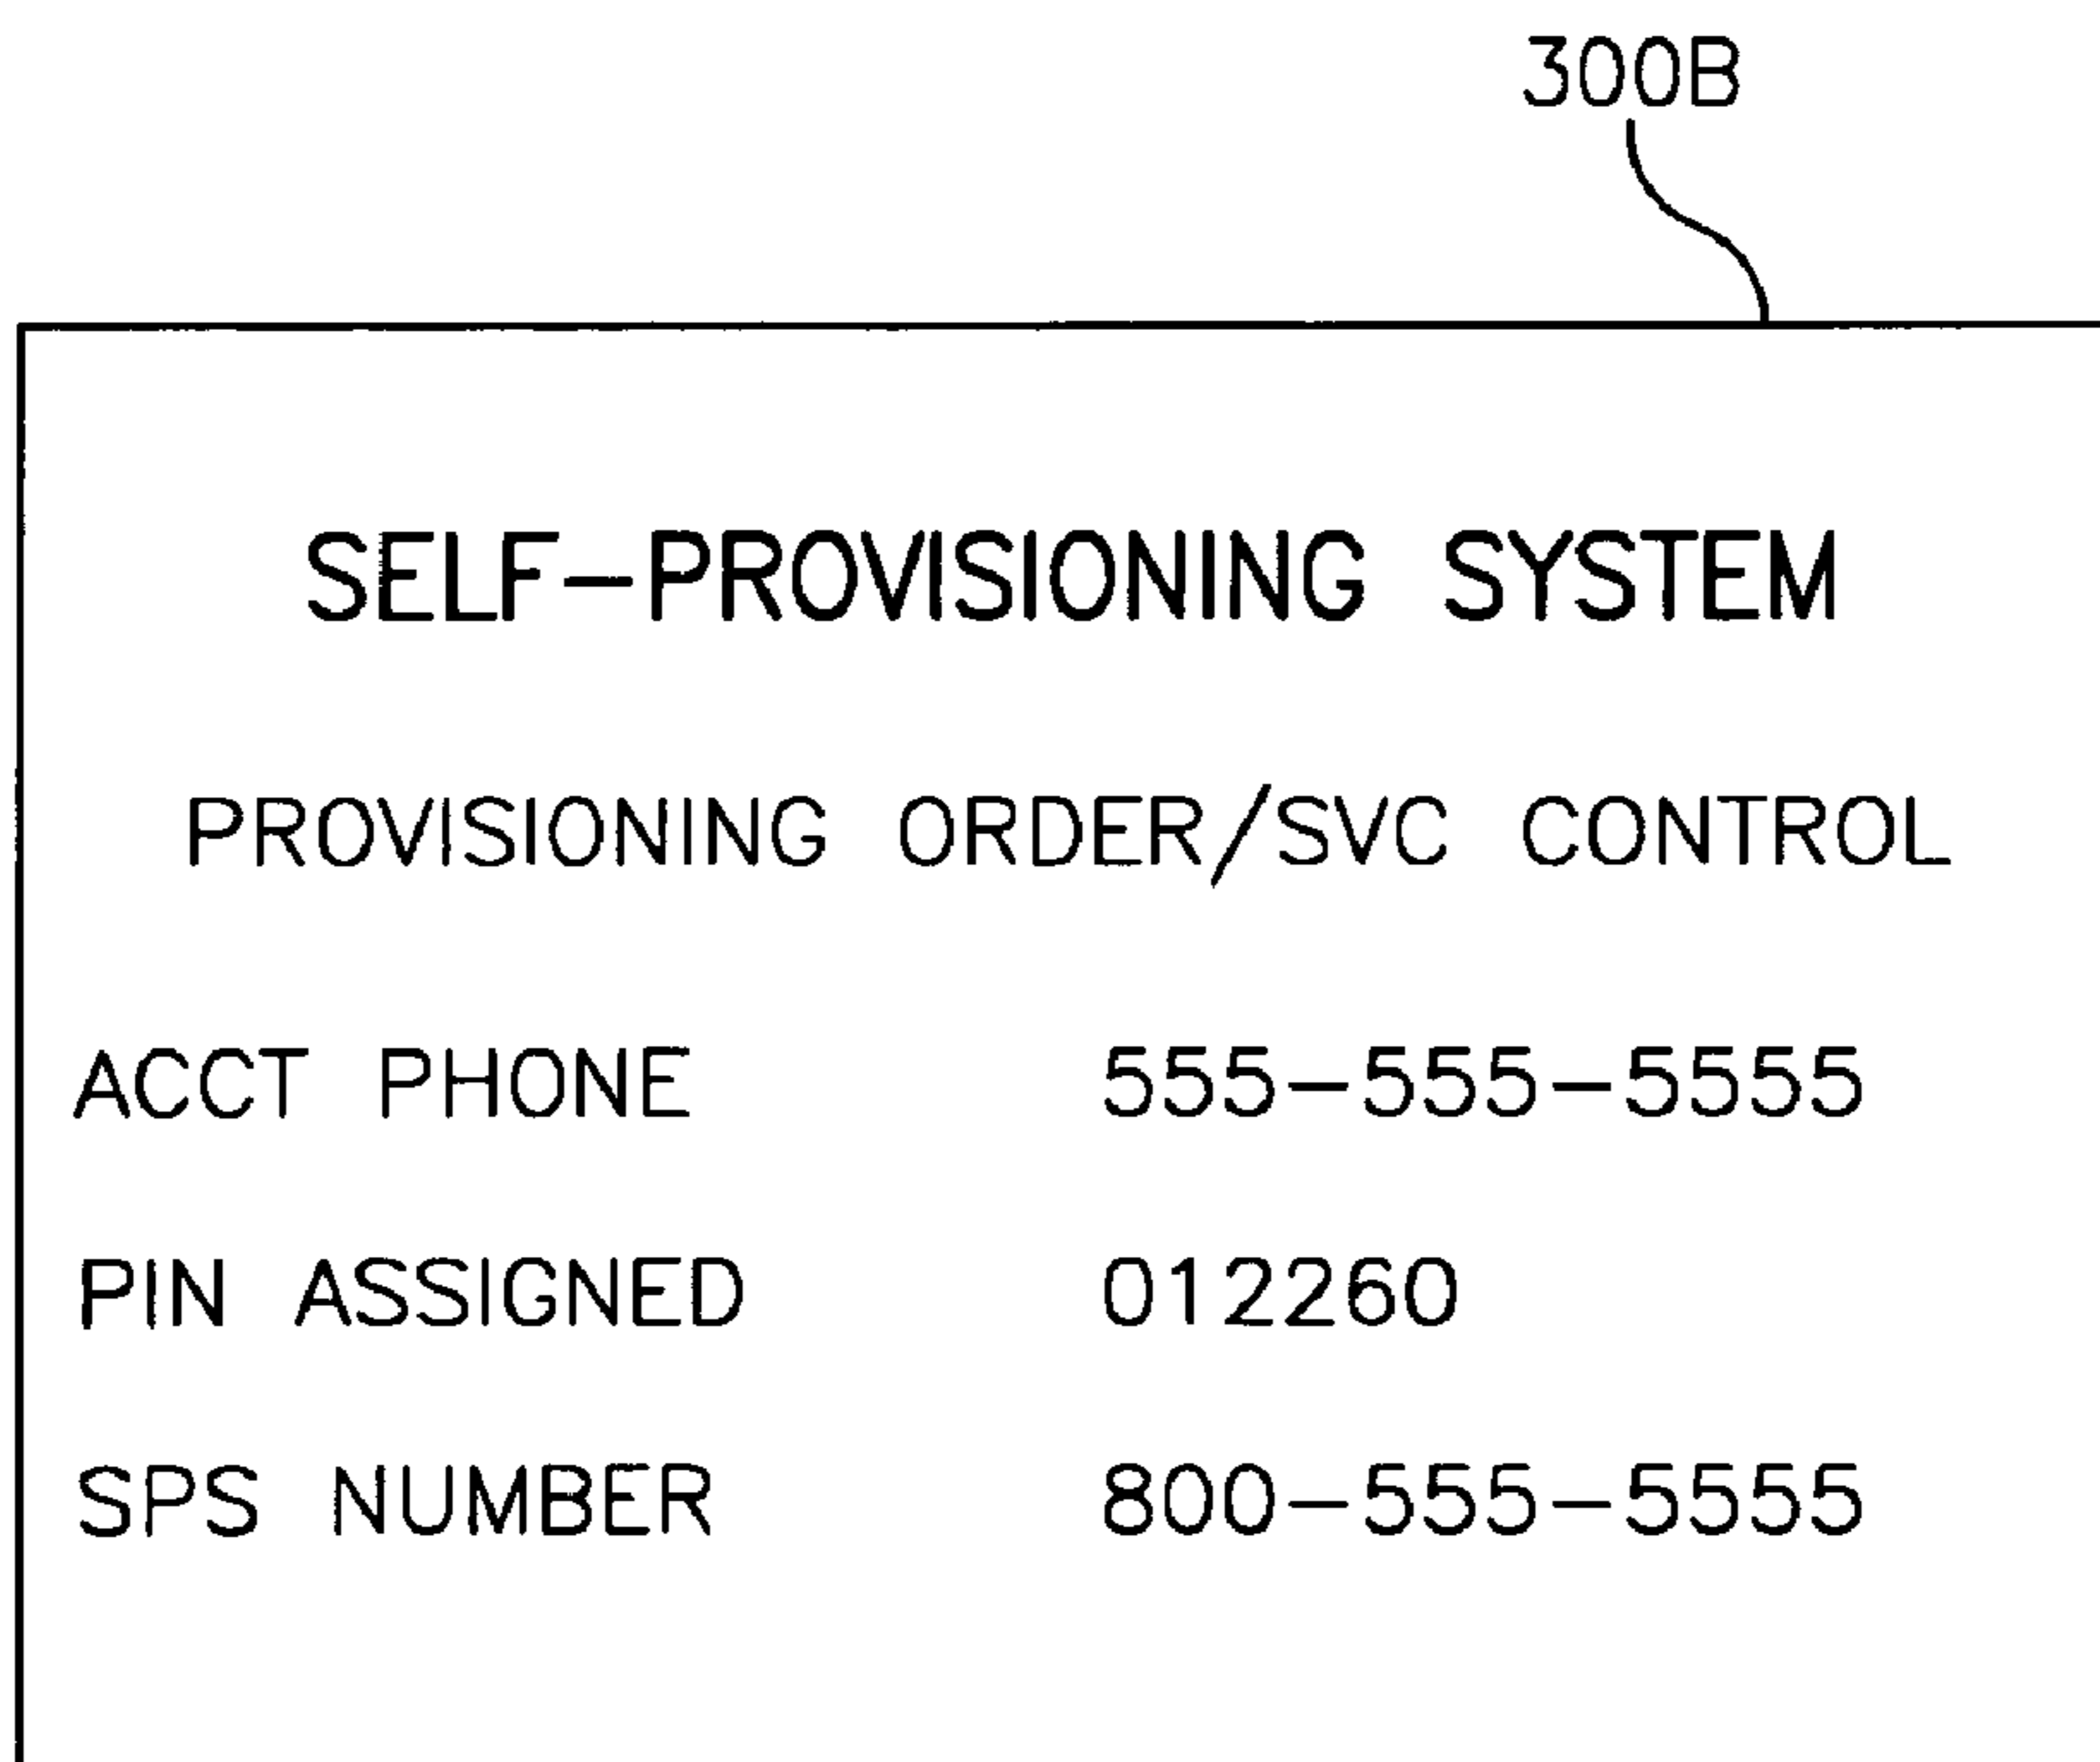 300B
SELF-PROVISIONING SYSTEM
PROVISIONING ORDER/SVC CONTROL
ACCT PHONE 555-555-5555
PIN ASSIGNED 012260
SPS NUMBER 800-555-5555